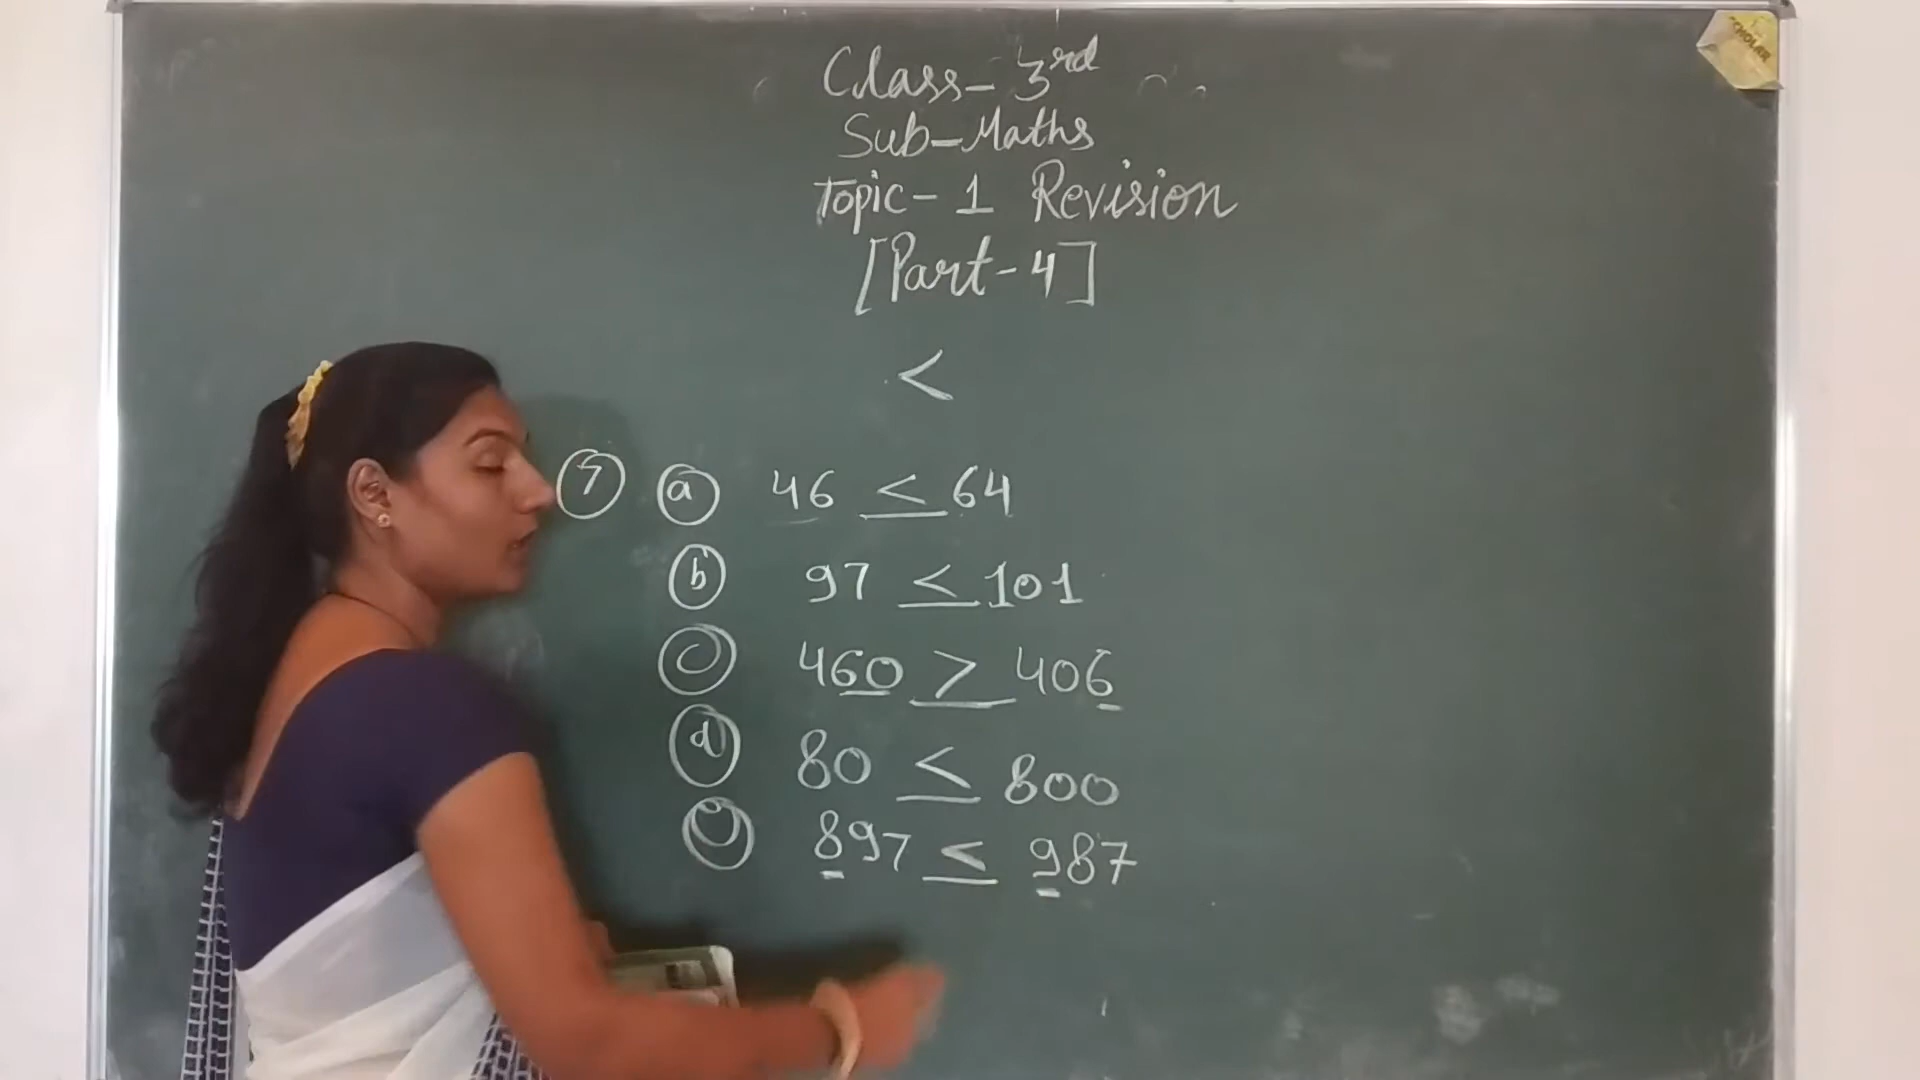 Class- 3rd
Sub-Maths
Topic- 1 Revision
[Part-4]
<
7 a 46 < 64
b 97 < 101
c 460 > 406
d 80 < 800
e 897 < 987
SCHOLAR